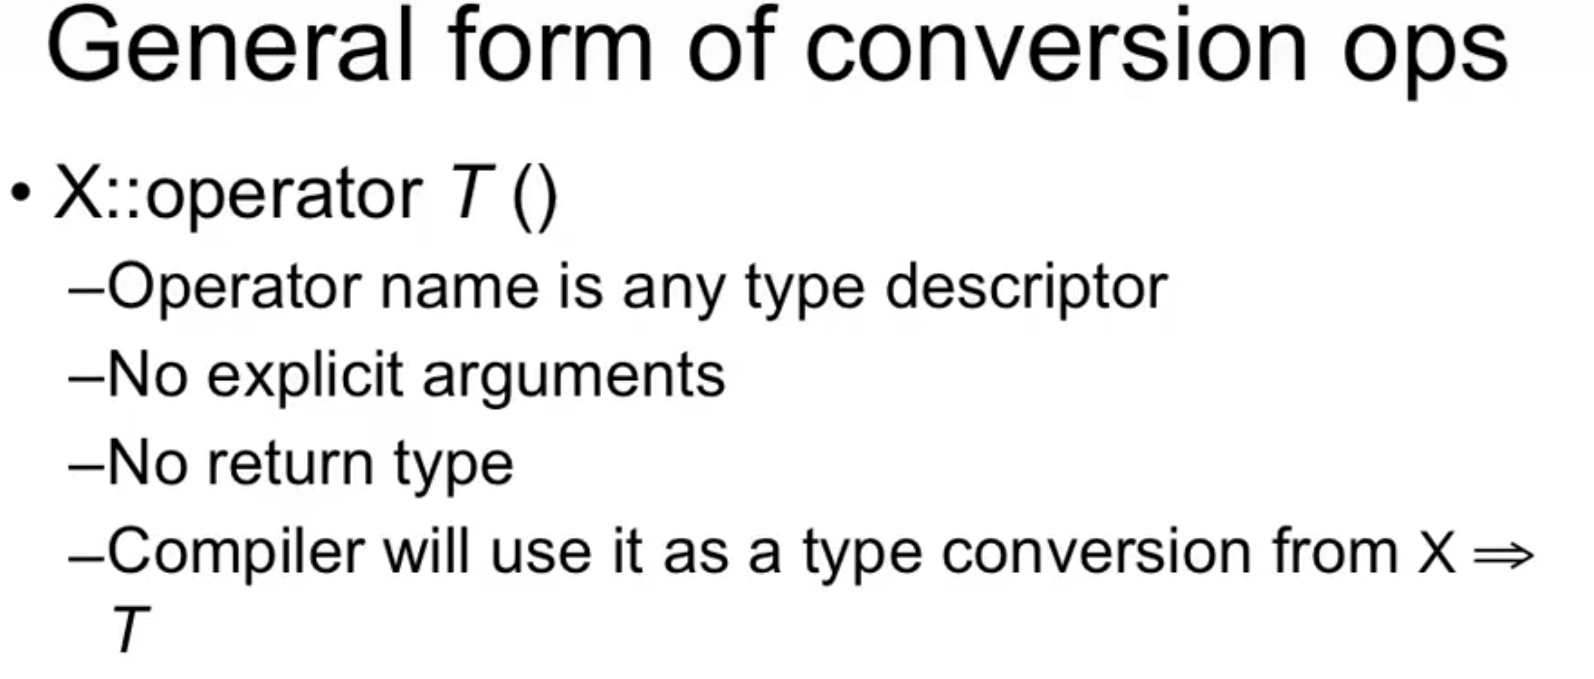 General form of conversion ops
• X::operator T ()
–Operator name is any type descriptor
–No explicit arguments
–No return type
–Compiler will use it as a type conversion from X ⇒
T